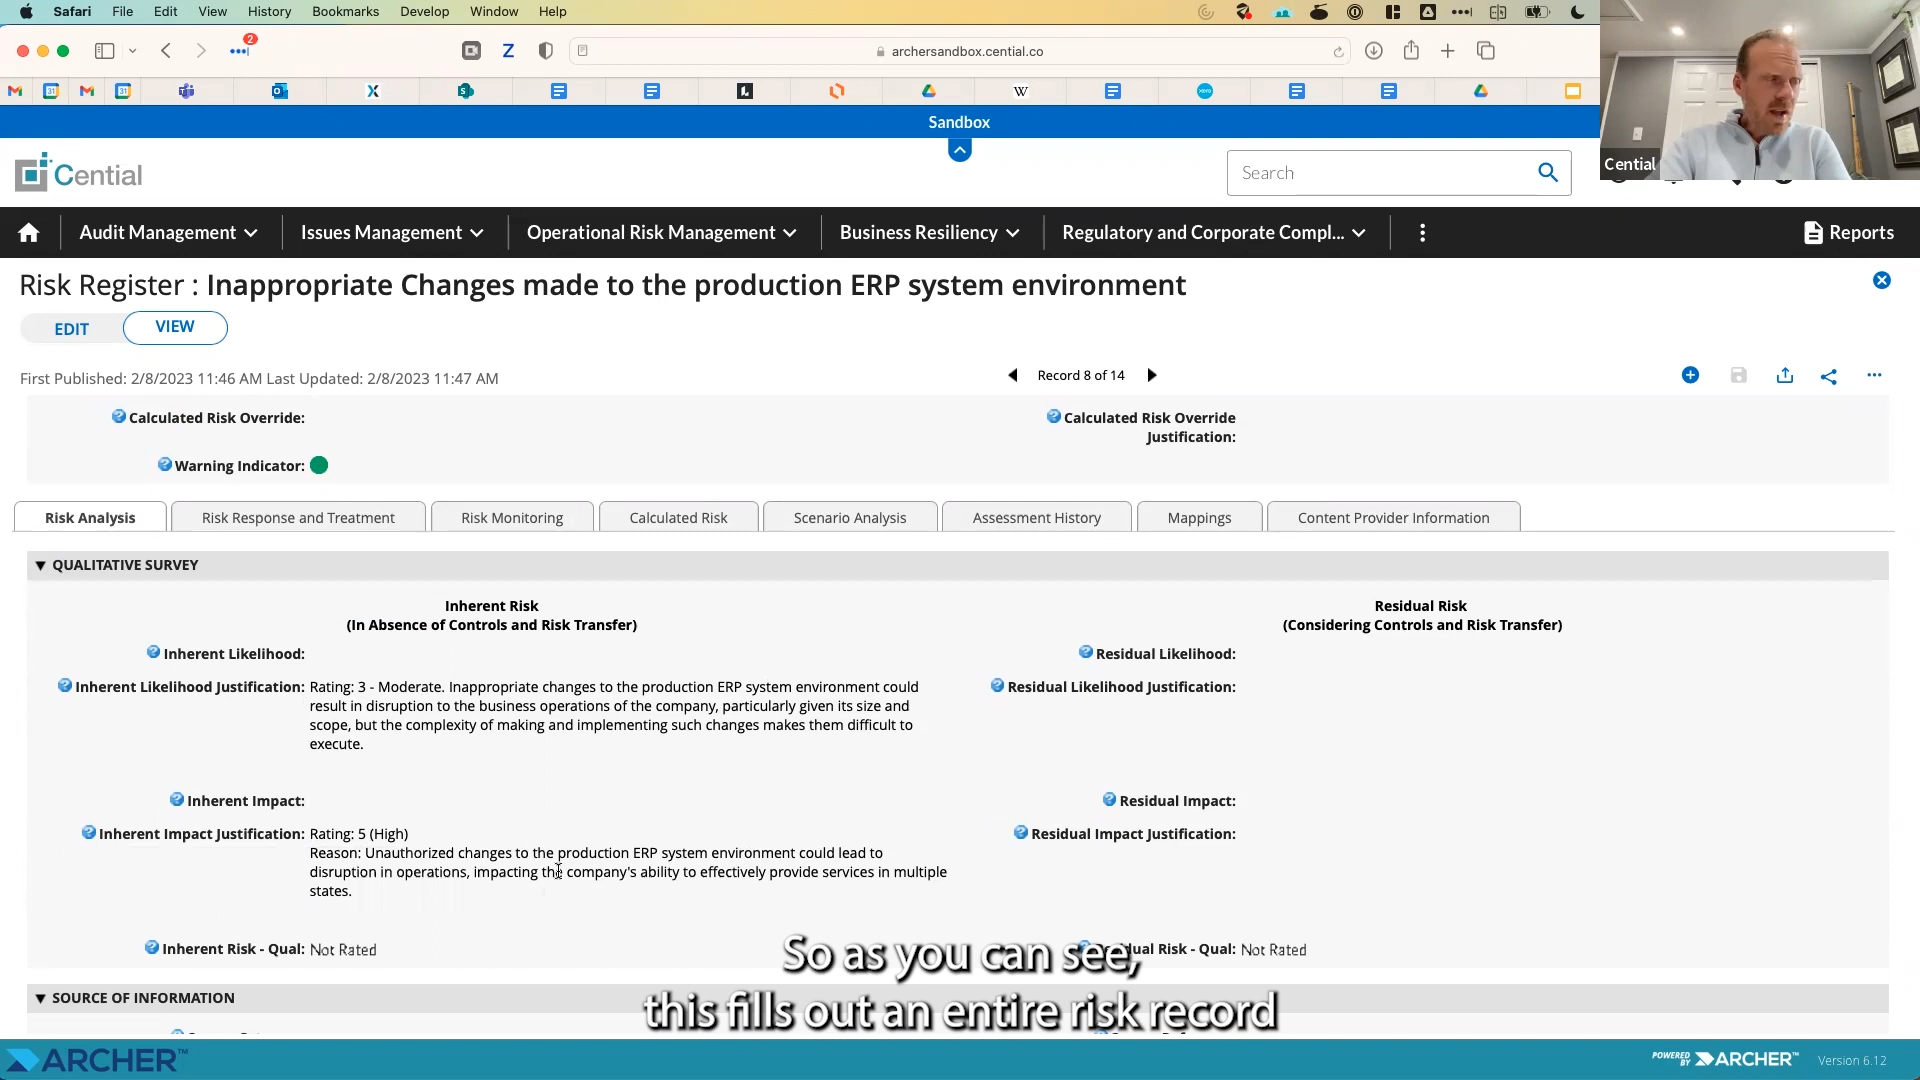 Safari File Edit View History Bookmarks Develop Window Help
2
Z
archersandbox.cential.co
31 31 W xero
Sandbox
Cential
Search
Cential
Audit Management Issues Management Operational Risk Management Business Resiliency Regulatory and Corporate Compl... Reports
Risk Register : Inappropriate Changes made to the production ERP system environment
EDIT VIEW
First Published: 2/8/2023 11:46 AM Last Updated: 2/8/2023 11:47 AM
Record 8 of 14
Calculated Risk Override:
Calculated Risk Override
Justification:
Warning Indicator:
Risk Analysis Risk Response and Treatment Risk Monitoring Calculated Risk Scenario Analysis Assessment History Mappings Content Provider Information
▼ QUALITATIVE SURVEY
Inherent Risk
(In Absence of Controls and Risk Transfer)
Residual Risk
(Considering Controls and Risk Transfer)
Inherent Likelihood:
Residual Likelihood:
Inherent Likelihood Justification: Rating: 3 - Moderate. Inappropriate changes to the production ERP system environment could
result in disruption to the business operations of the company, particularly given its size and
scope, but the complexity of making and implementing such changes makes them difficult to
execute.
Residual Likelihood Justification:
Inherent Impact:
Residual Impact:
Inherent Impact Justification: Rating: 5 (High)
Reason: Unauthorized changes to the production ERP system environment could lead to
disruption in operations, impacting the company's ability to effectively provide services in multiple
states.
Residual Impact Justification:
Inherent Risk - Qual: Not Rated
Risk - Qual: Not Rated
So as you can see,
this fills out an entire risk record
▼ SOURCE OF INFORMATION
ARCHER™
POWERED BY ARCHER™ Version 6.12